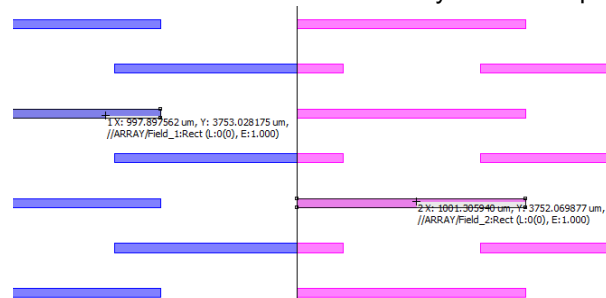 1 X: 997.897562 um, Y: 3753.028175 um,
//ARRAY/Field_1:Rect (L:0(0), E:1.000)
2 X: 1001.305940 um, Y: 3752.069877 um,
//ARRAY/Field_2:Rect (L:0(0), E:1.000)